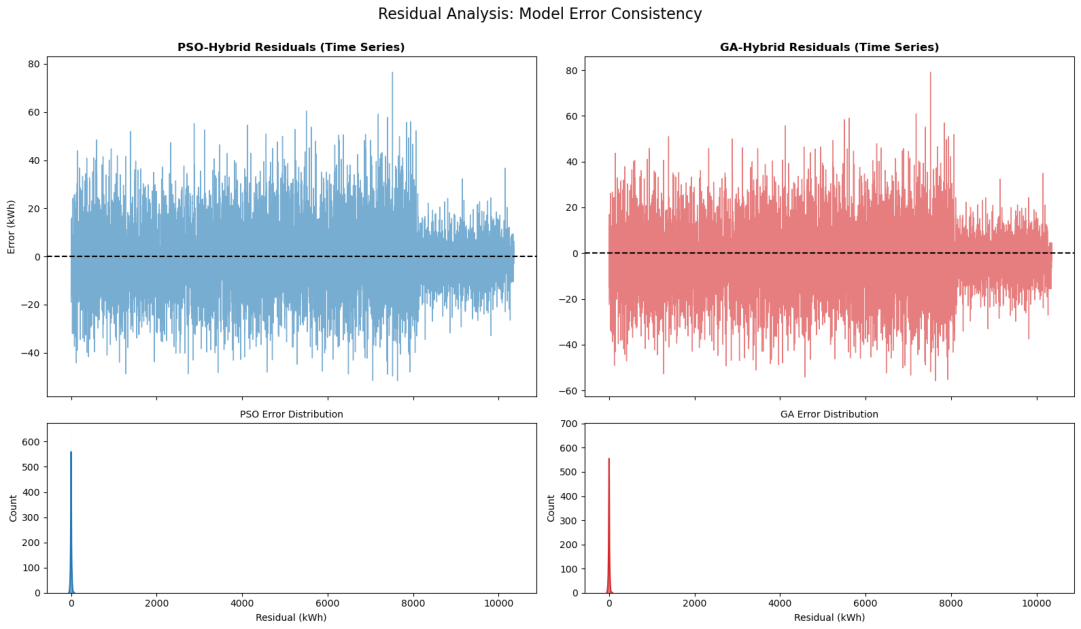 Residual Analysis: Model Error Consistency
PSO-Hybrid Residuals (Time Series)
Error (kWh)
80
60
40
20
0
−20
−40
GA-Hybrid Residuals (Time Series)
80
60
40
20
0
−20
−40
−60
PSO Error Distribution
Count
600
500
400
300
200
100
0
0 2000 4000 6000 8000 10000
Residual (kWh)
GA Error Distribution
Count
700
600
500
400
300
200
100
0
0 2000 4000 6000 8000 10000
Residual (kWh)